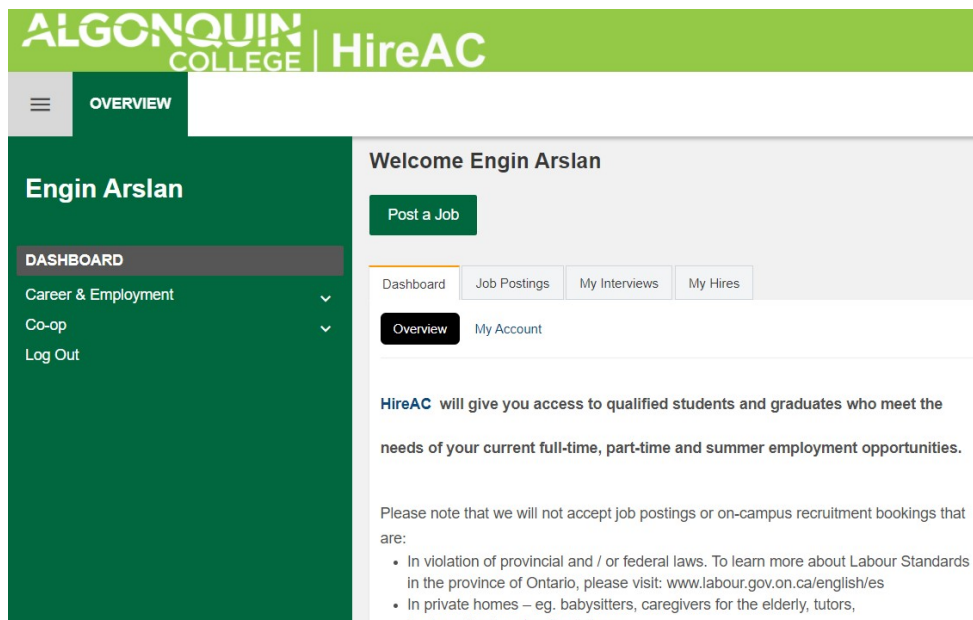 ALGONQUIN
COLLEGE | HireAC
OVERVIEW
Engin Arslan
DASHBOARD
Career & Employment
Co-op
Log Out
Welcome Engin Arslan
Post a Job
Dashboard Job Postings My Interviews My Hires
Overview My Account
HireAC will give you access to qualified students and graduates who meet the
needs of your current full-time, part-time and summer employment opportunities.
Please note that we will not accept job postings or on-campus recruitment bookings that
are:
• In violation of provincial and / or federal laws. To learn more about Labour Standards
in the province of Ontario, please visit: www.labour.gov.on.ca/english/es
• In private homes – eg. babysitters, caregivers for the elderly, tutors,